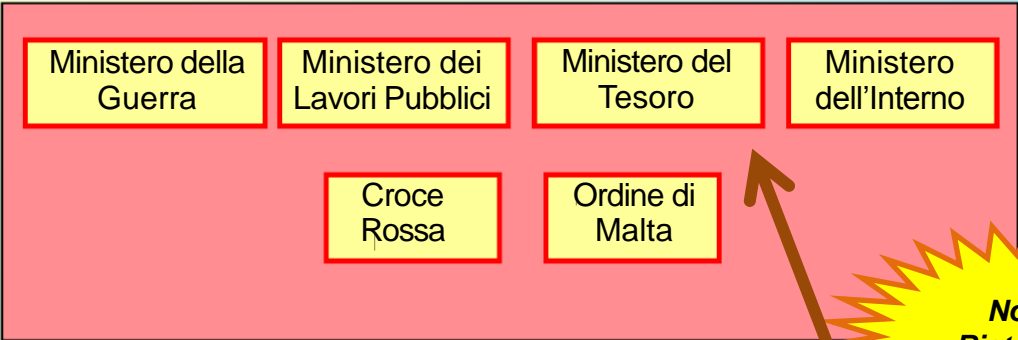 Ministero della
Guerra
Ministero dei
Lavori Pubblici
Ministero del
Tesoro
Ministero
dell'Interno
Croce
Rossa
Ordine di
Malta